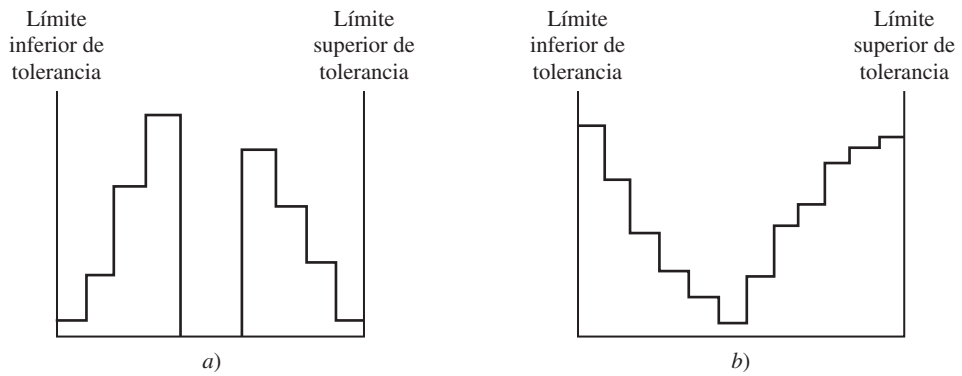 Límite
inferior de
tolerancia
Límite
superior de
tolerancia
Límite
inferior de
tolerancia
Límite
superior de
tolerancia
a)
b)